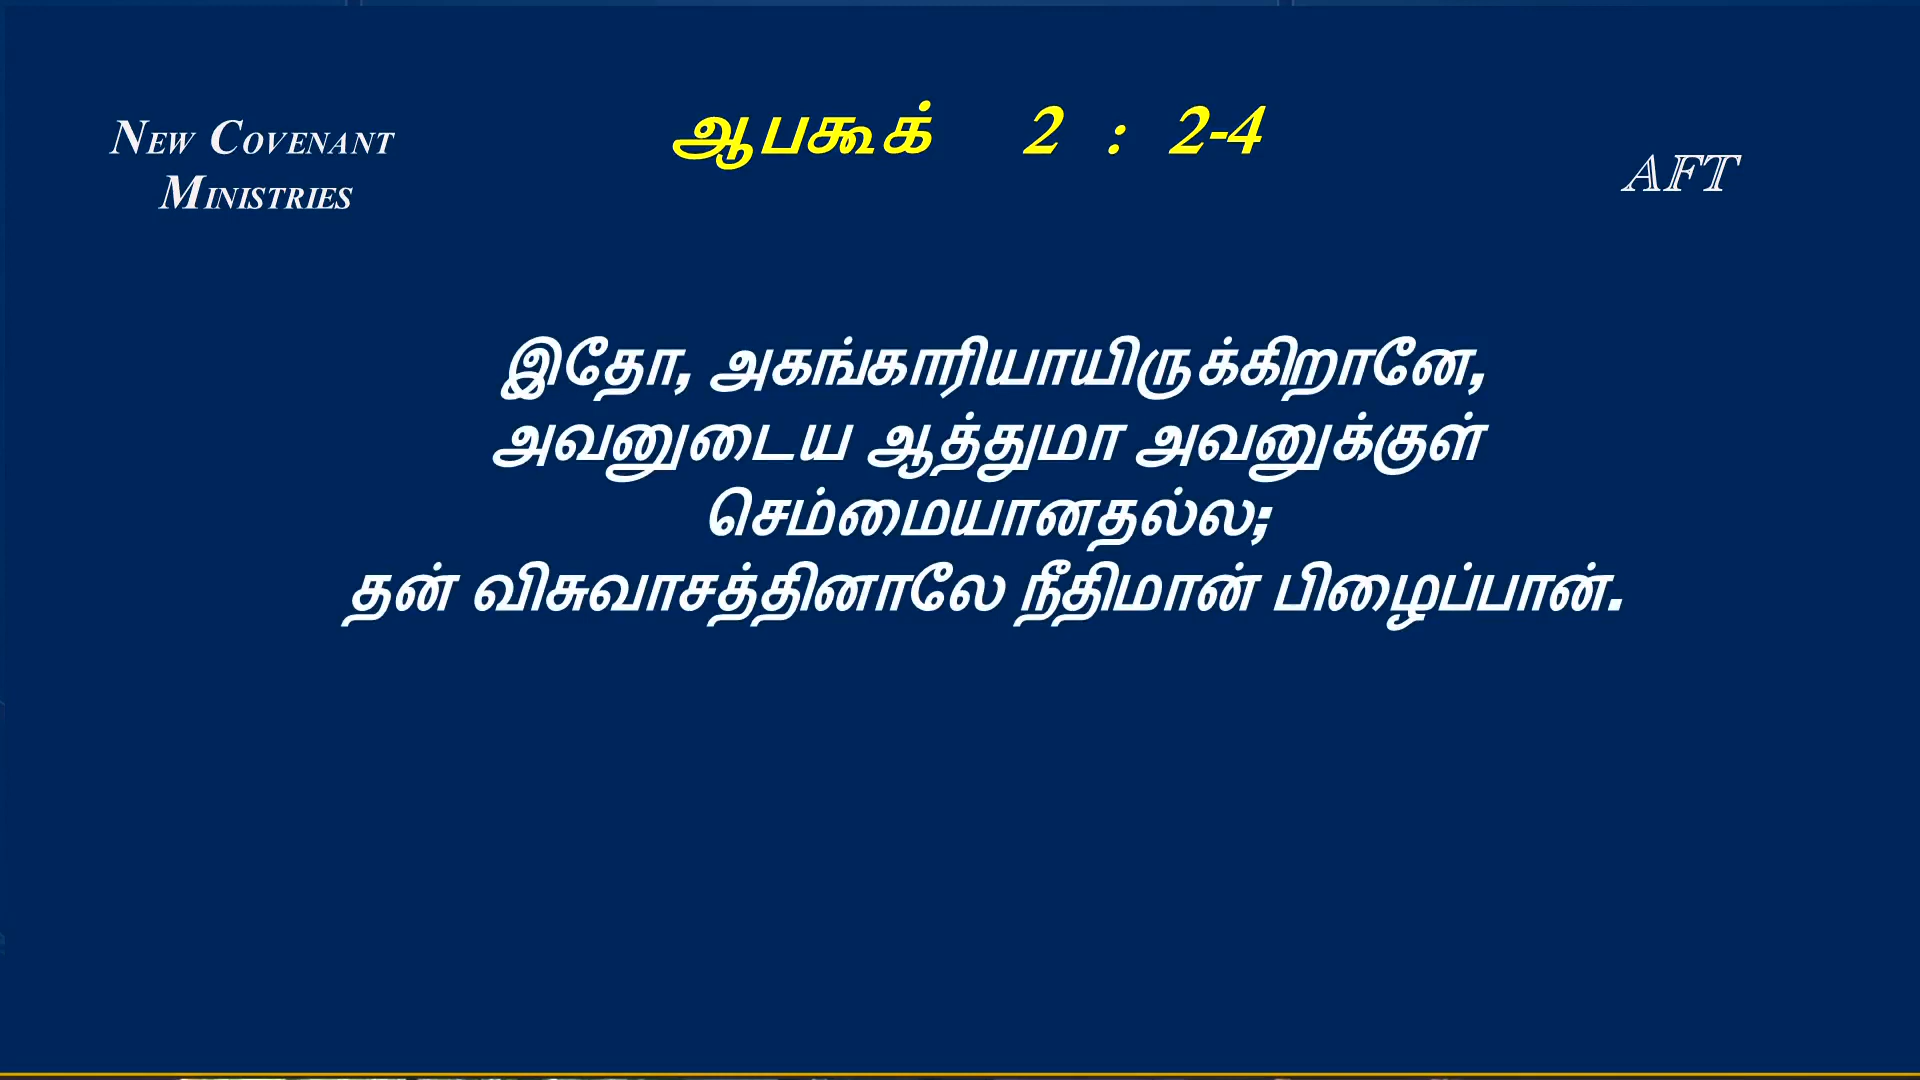 NEW COVENANT
MINISTRIES
ஆபகூக் 2 : 2-4
AFT
இதோ, அகங்காரியாயிருக்கிறானே,
அவனுடைய ஆத்துமா அவனுக்குள்
செம்மையானதல்ல;
தன் விசுவாசத்தினாலே நீதிமான் பிழைப்பான்.